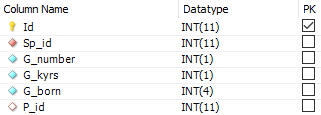 Column Name Datatype PK
Id INT(11)
Sp_id INT(11)
G_number INT(1)
G_kyrs INT(1)
G_born INT(4)
P_id INT(11)